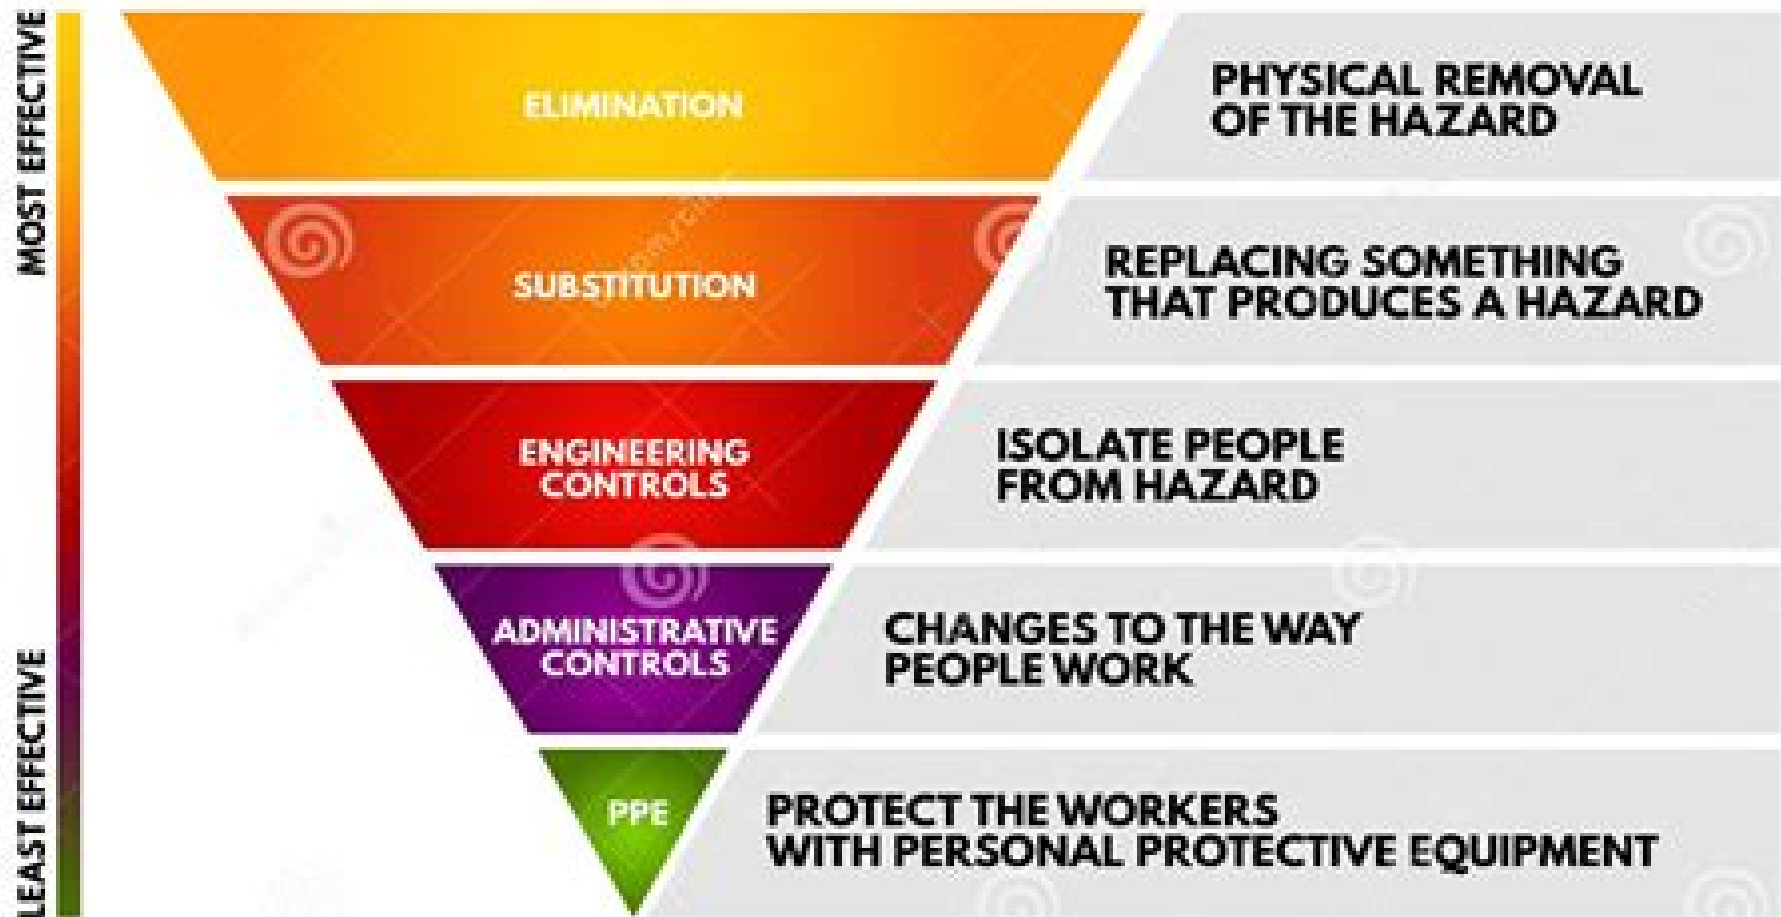 MOST EFFECTIVE
ELIMINATION
PHYSICAL REMOVAL
OF THE HAZARD
SUBSTITUTION
REPLACING SOMETHING
THAT PRODUCES A HAZARD
ENGINEERING
CONTROLS
ISOLATE PEOPLE
FROM HAZARD
ADMINISTRATIVE
CONTROLS
CHANGES TO THE WAY
PEOPLE WORK
LEAST EFFECTIVE
PPE
PROTECT THE WORKERS
WITH PERSONAL PROTECTIVE EQUIPMENT